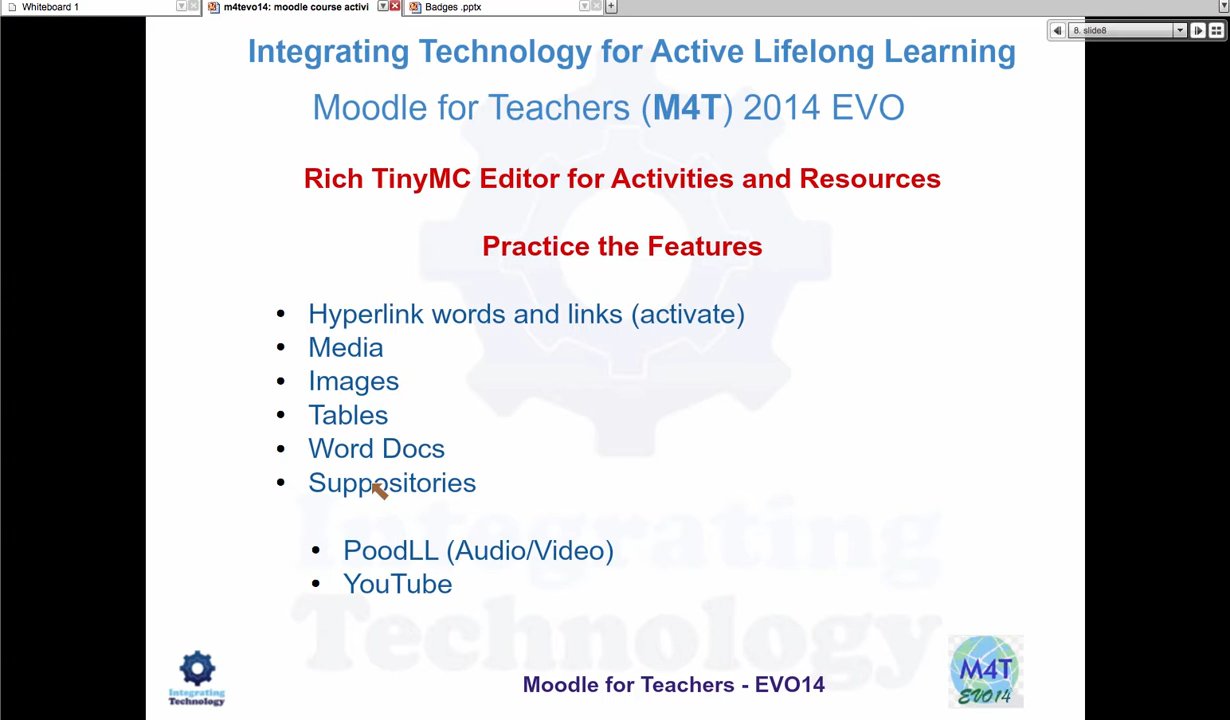 Whiteboard 1
m4tevo14: moodle course activi
Badges .pptx
8. slide8
Integrating Technology for Active Lifelong Learning
Moodle for Teachers (M4T) 2014 EVO
Rich TinyMC Editor for Activities and Resources
Practice the Features
• Hyperlink words and links (activate)
• Media
• Images
• Tables
• Word Docs
• Suppositories
• PoodLL (Audio/Video)
• YouTube
Integrating
Technology
Integrating
Technology
Moodle for Teachers - EVO14
M4T
EVO14